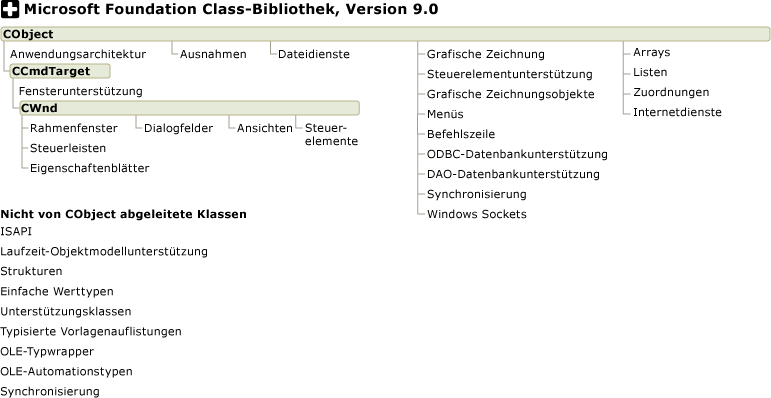 Microsoft Foundation Class-Bibliothek, Version 9.0
CObject
Anwendungsarchitektur
Ausnahmen
Dateidienste
CCmdTarget
Fensterunterstützung
CWnd
Rahmenfenster
Dialogfelder
Ansichten
Steuer-
elemente
Steuerleisten
Eigenschaftenblätter
Grafische Zeichnung
Steuerelementunterstützung
Grafische Zeichnungsobjekte
Menüs
Befehlszeile
ODBC-Datenbankunterstützung
DAO-Datenbankunterstützung
Synchronisierung
Windows Sockets
Arrays
Listen
Zuordnungen
Internetdienste
Nicht von CObject abgeleitete Klassen
ISAPI
Laufzeit-Objektmodellunterstützung
Strukturen
Einfache Werttypen
Unterstützungsklassen
Typisierte Vorlagenauflistungen
OLE-Typwrapper
OLE-Automationstypen
Synchronisierung